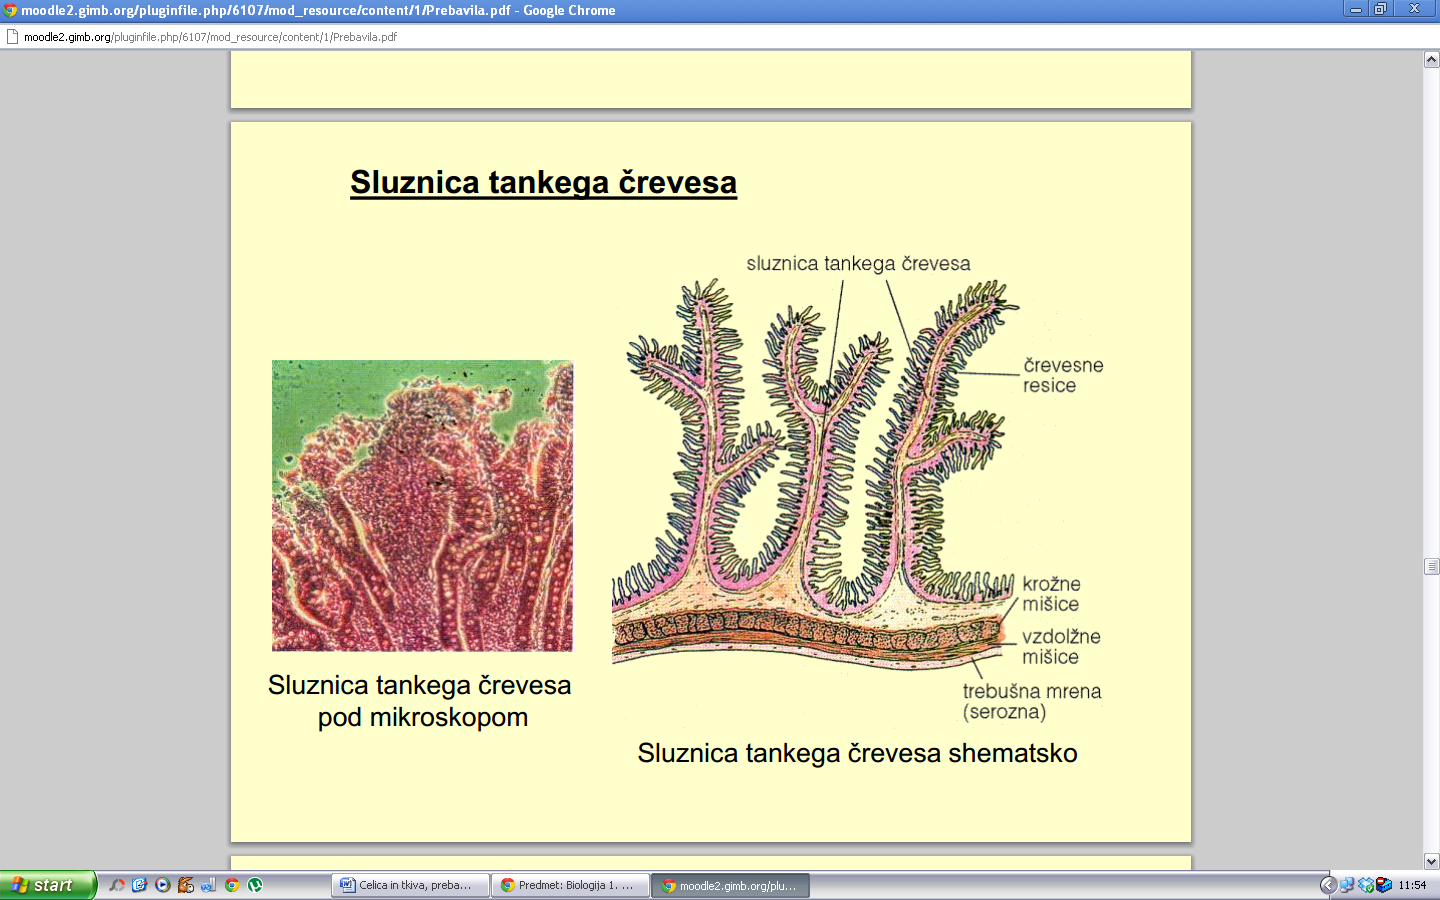 moodle2.gimb.org/pluginfile.php/6107/mod_resource/content/1/Prebavila.pdf - Google Chrome
moodle2.gimb.org/pluginfile.php/6107/mod_resource/content/1/Prebavila.pdf
Sluznica tankega črevesa
sluznica tankega črevesa
črevesne
resice
krožne
mišice
vzdolžne
mišice
trebušna mrena
(serozna)
Sluznica tankega črevesa
pod mikroskopom
Sluznica tankega črevesa shematsko
start
Celica in tkiva, preba...
Predmet: Biologija 1. ...
moodle2.gimb.org/plu...
11:54